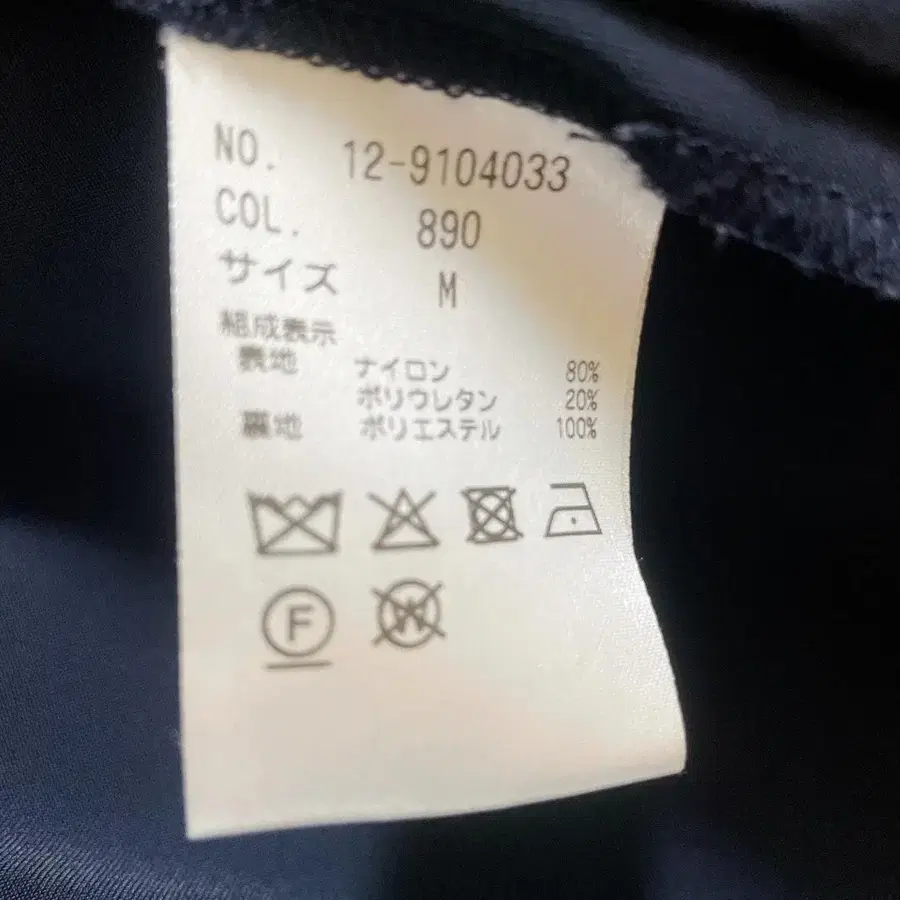 NO. 12-9104033
COL. 890
サイズ M
組成表示
表地 ナイロン 80%
ポリウレタン 20%
裏地 ポリエステル 100%
F W